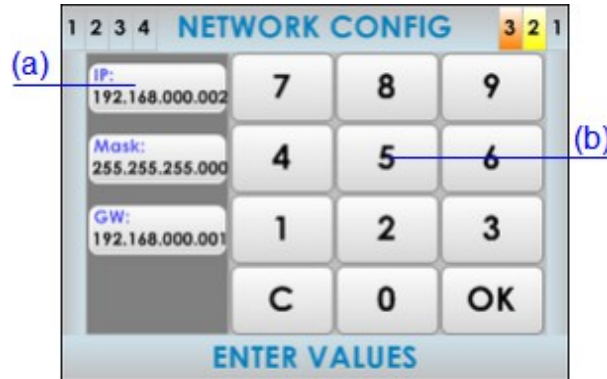 1 2 3 4 NETWORK CONFIG 3 2 1
(a)
IP:
192.168.000.002
7 8 9
Mask:
255.255.255.000
4 5 6
(b)
GW:
192.168.000.001
1 2 3
C 0 OK
ENTER VALUES